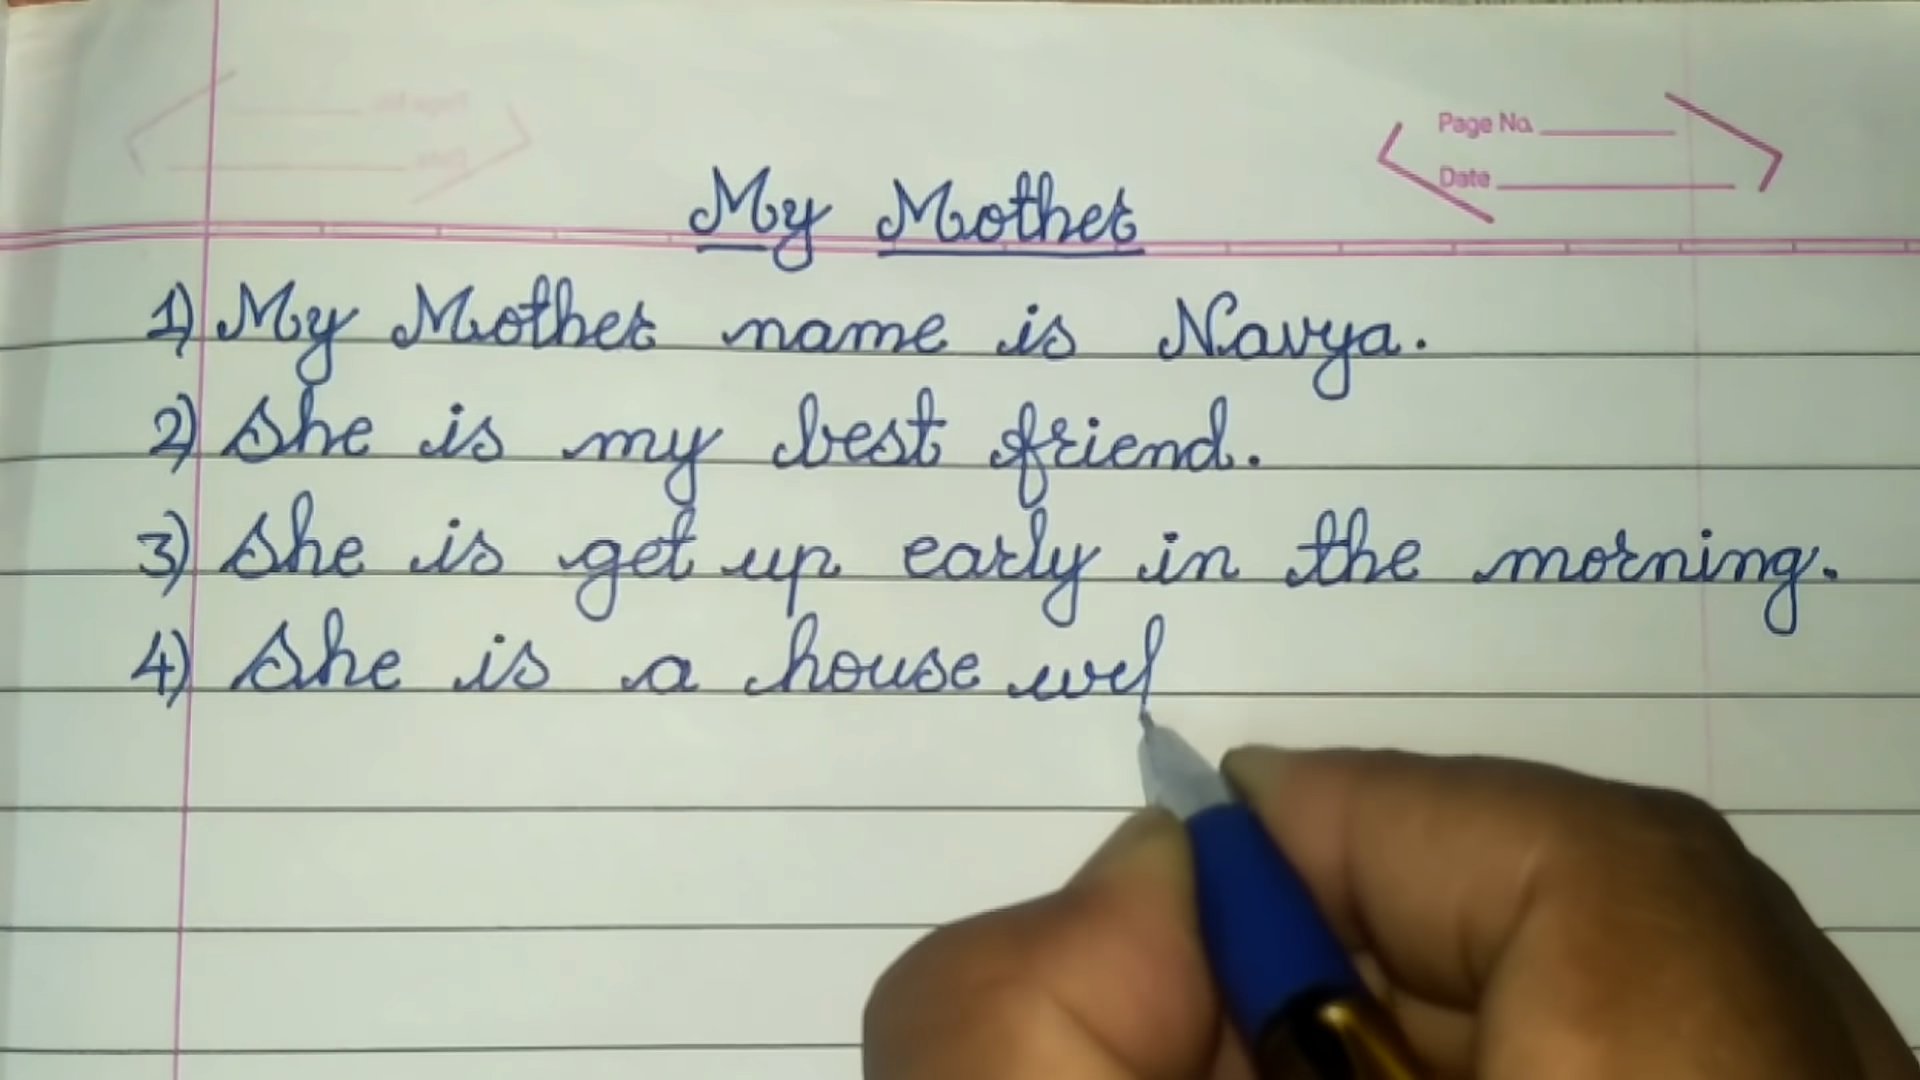 Page No.
Date
My Mother
1) My Mother name is Navya.
2) She is my best friend.
3) She is get up early in the morning.
4) She is a house